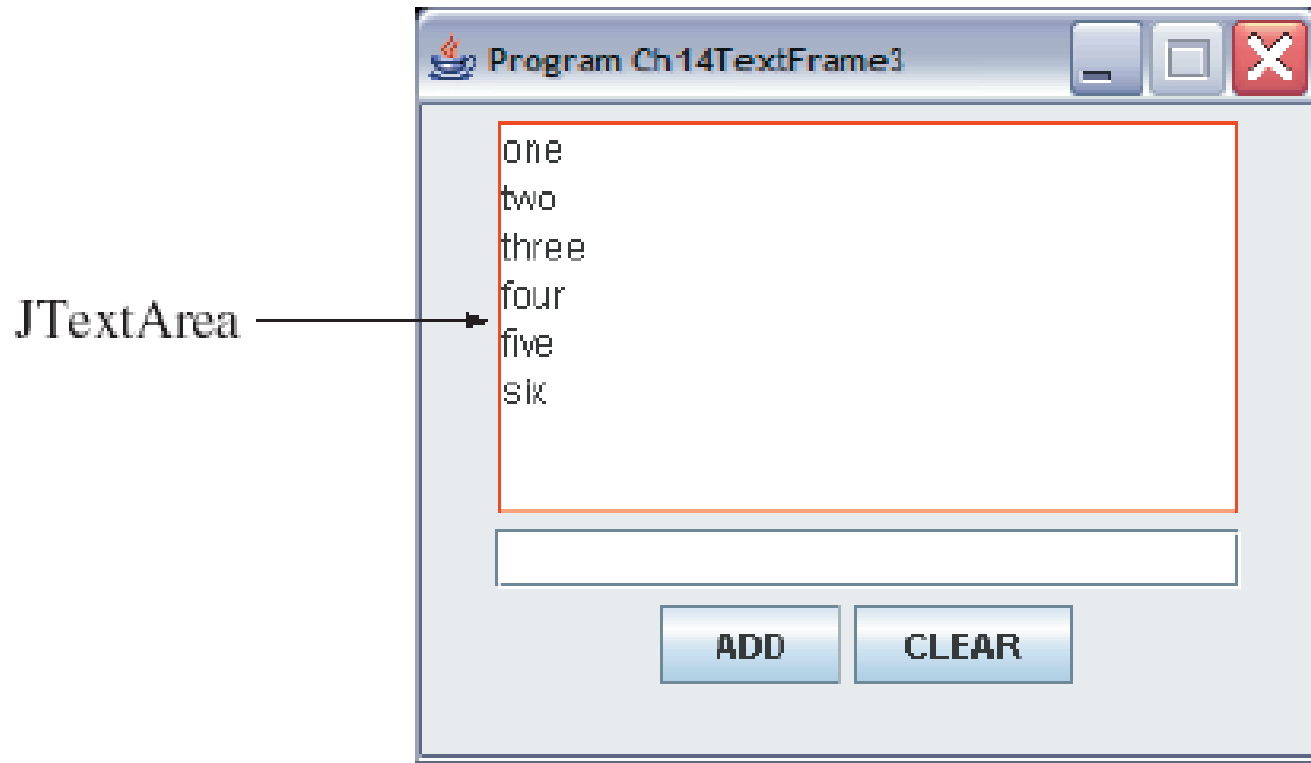 Program Ch14TextFrame3
one
two
three
four
five
six
JTextArea
ADD
CLEAR